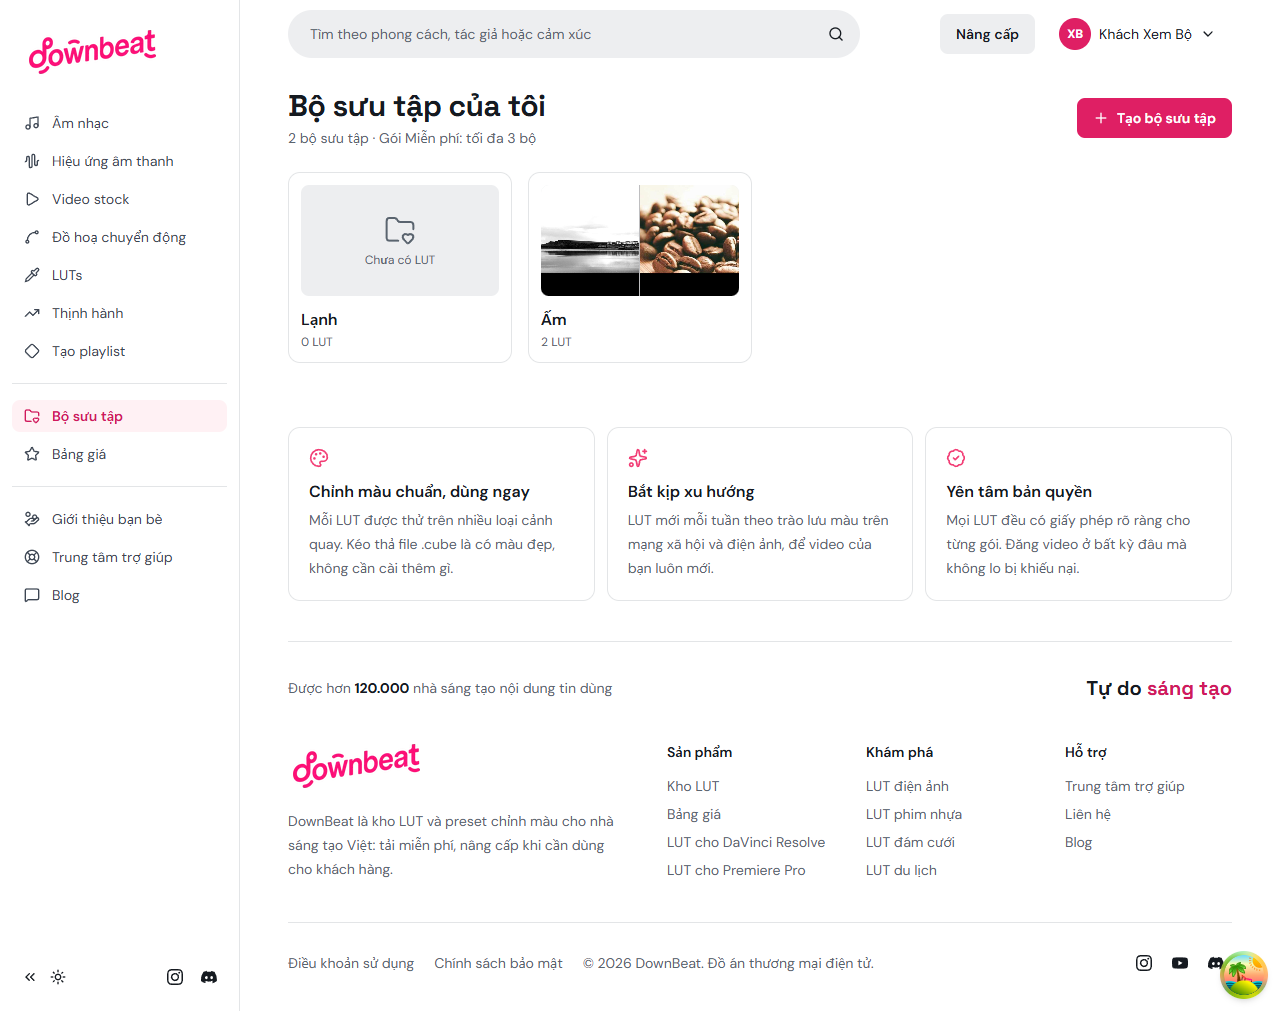 downbeat
Tìm theo phong cách, tác giả hoặc cảm xúc
Nâng cấp
XB
Khách Xem Bộ
Âm nhạc
Hiệu ứng âm thanh
Video stock
Đồ hoạ chuyển động
LUTs
Thịnh hành
Tạo playlist
Bộ sưu tập
Bảng giá
Giới thiệu bạn bè
Trung tâm trợ giúp
Blog
Bộ sưu tập của tôi
2 bộ sưu tập · Gói Miễn phí: tối đa 3 bộ
Tạo bộ sưu tập
Chưa có LUT
Lạnh
0 LUT
Ấm
2 LUT
Chỉnh màu chuẩn, dùng ngay
Mỗi LUT được thử trên nhiều loại cảnh
quay. Kéo thả file .cube là có màu đẹp,
không cần cài thêm gì.
Bắt kịp xu hướng
LUT mới mỗi tuần theo trào lưu màu trên
mạng xã hội và điện ảnh, để video của
bạn luôn mới.
Yên tâm bản quyền
Mọi LUT đều có giấy phép rõ ràng cho
từng gói. Đăng video ở bất kỳ đâu mà
không lo bị khiếu nại.
Được hơn 120.000 nhà sáng tạo nội dung tin dùng
Tự do sáng tạo
downbeat
DownBeat là kho LUT và preset chỉnh màu cho nhà
sáng tạo Việt: tải miễn phí, nâng cấp khi cần dùng
cho khách hàng.
Sản phẩm
Kho LUT
Bảng giá
LUT cho DaVinci Resolve
LUT cho Premiere Pro
Khám phá
LUT điện ảnh
LUT phim nhựa
LUT đám cưới
LUT du lịch
Hỗ trợ
Trung tâm trợ giúp
Liên hệ
Blog
Điều khoản sử dụng
Chính sách bảo mật
© 2026 DownBeat. Đồ án thương mại điện tử.